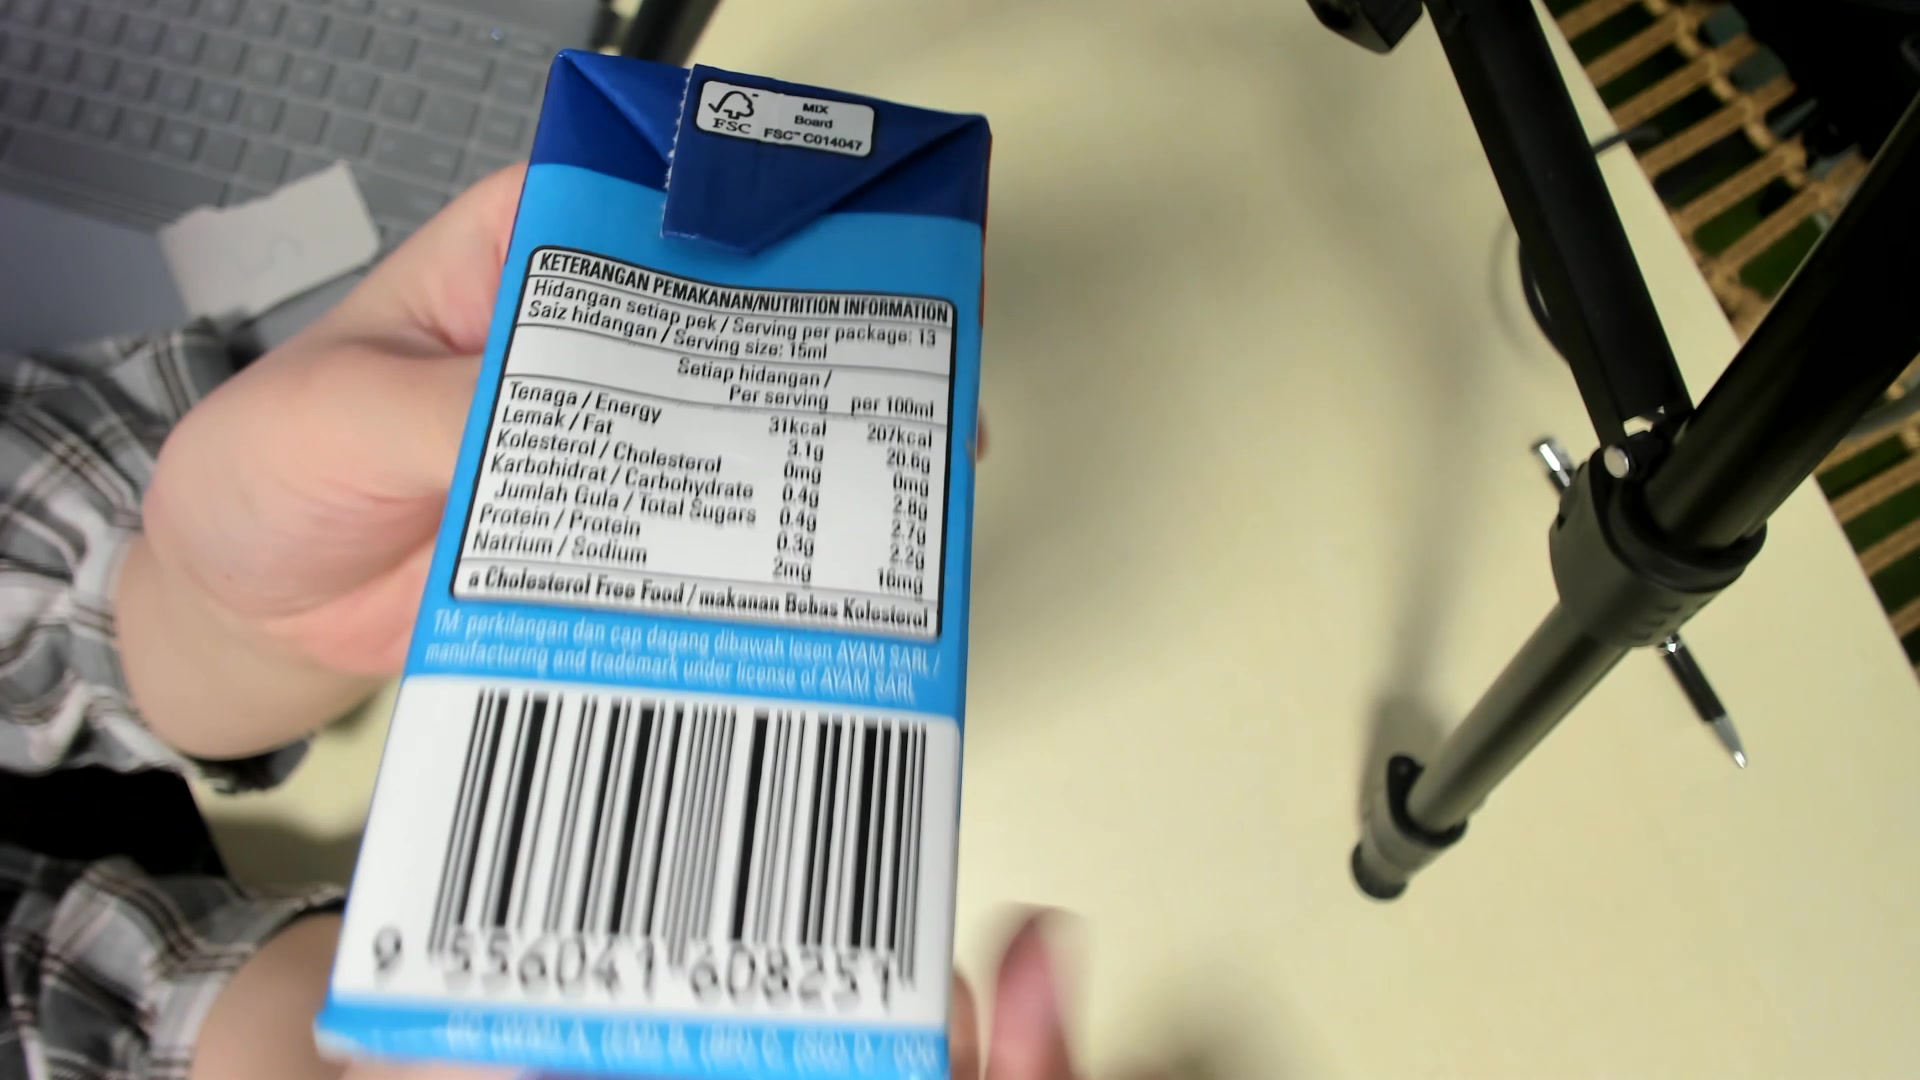 FSC
MIX
Board
FSC™ C014047
KETERANGAN PEMAKANAN/NUTRITION INFORMATION
Hidangan setiap pek / Serving per package: 13
Saiz hidangan / Serving size: 15ml
Setiap hidangan /
Per serving per 100ml
Tenaga / Energy 31kcal 207kcal
Lemak / Fat 3.1g 20.6g
Kolesterol / Cholesterol 0mg 0mg
Karbohidrat / Carbohydrate 0.4g 2.8g
Jumlah Gula / Total Sugars 0.4g 2.7g
Protein / Protein 0.3g 2.2g
Natrium / Sodium 2mg 16mg
a Cholesterol Free Food / makanan Bebas Kolesterol
TM: perkilangan dan cap dagang dibawah lesen AYAM SARL /
manufacturing and trademark under license of AYAM SARL
9 556041 608251